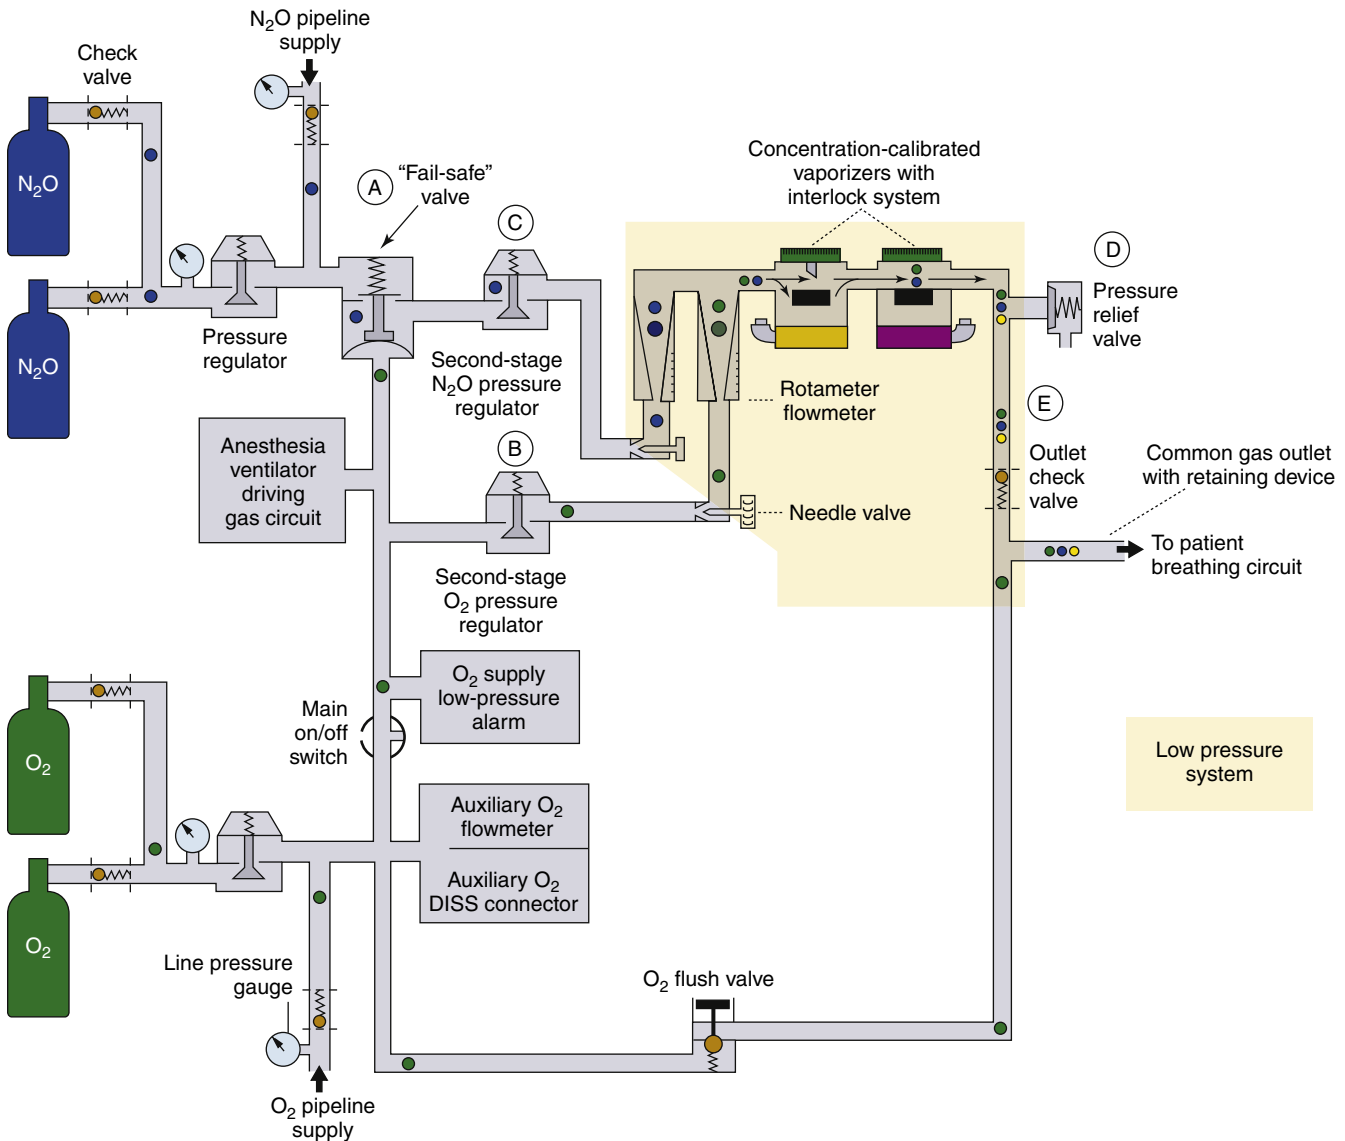 N₂O pipeline
supply
Check
valve
N₂O
N₂O
A
“Fail-safe”
valve
C
Pressure
regulator
Second-stage
N₂O pressure
regulator
Concentration-calibrated
vaporizers with
interlock system
D
Pressure
relief
valve
Rotameter
flowmeter
E
Outlet
check
valve
Common gas outlet
with retaining device
To patient
breathing circuit
Anesthesia
ventilator
driving
gas circuit
B
Needle valve
Second-stage
O₂ pressure
regulator
O₂ supply
low-pressure
alarm
Main
on/off
switch
Low pressure
system
O₂
O₂
Auxiliary O₂
flowmeter
Auxiliary O₂
DISS connector
Line pressure
gauge
O₂ flush valve
O₂ pipeline
supply